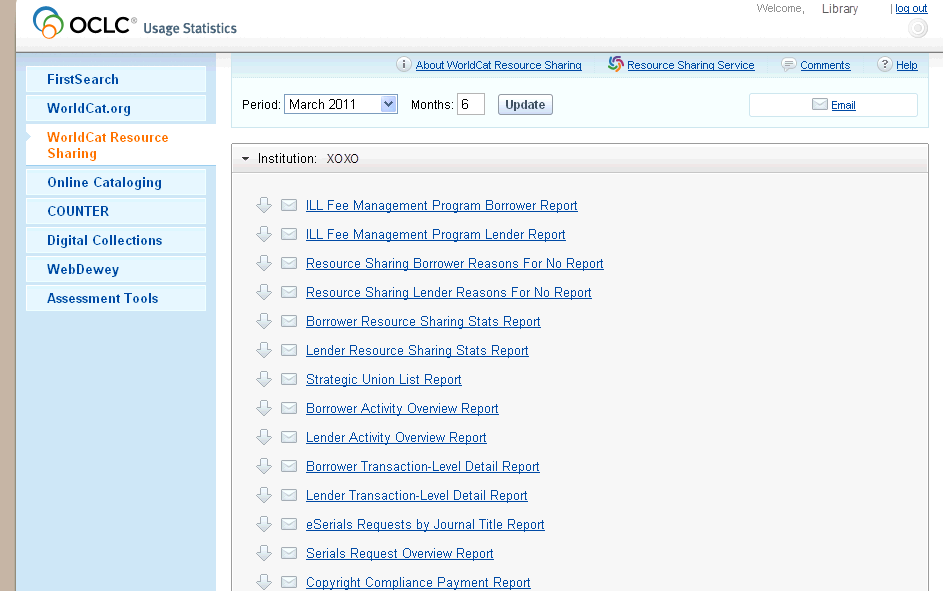 Welcome, Library | log out
OCLC® Usage Statistics
FirstSearch
WorldCat.org
WorldCat Resource
Sharing
Online Cataloging
COUNTER
Digital Collections
WebDewey
Assessment Tools
About WorldCat Resource Sharing Resource Sharing Service Comments Help
Period: March 2011 Months: 6 Update Email
Institution: XOXO
ILL Fee Management Program Borrower Report
ILL Fee Management Program Lender Report
Resource Sharing Borrower Reasons For No Report
Resource Sharing Lender Reasons For No Report
Borrower Resource Sharing Stats Report
Lender Resource Sharing Stats Report
Strategic Union List Report
Borrower Activity Overview Report
Lender Activity Overview Report
Borrower Transaction-Level Detail Report
Lender Transaction-Level Detail Report
eSerials Requests by Journal Title Report
Serials Request Overview Report
Copyright Compliance Payment Report